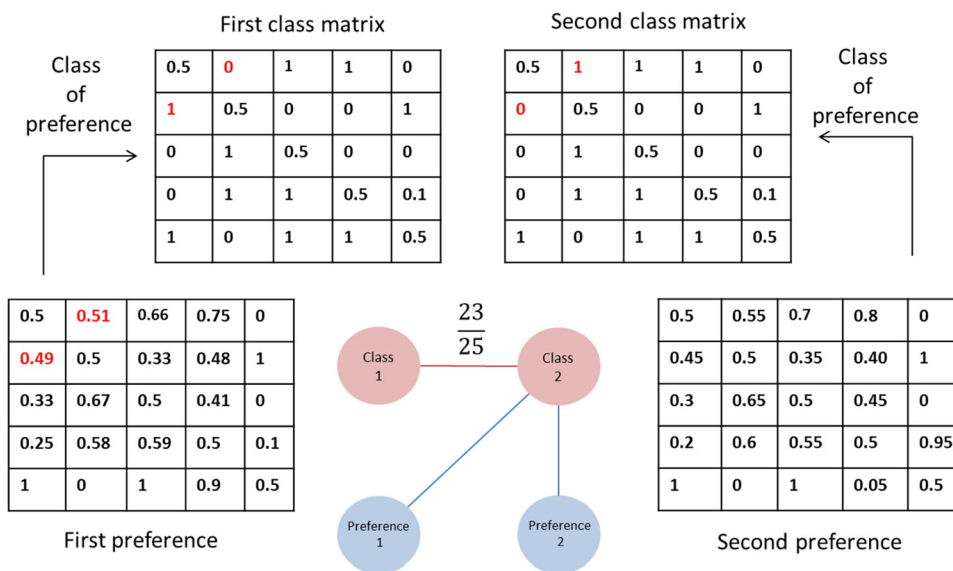 First class matrix
Second class matrix
Class
of
preference
0.5 0 1 1 0
1 0.5 0 0 1
0 1 0.5 0 0
0 1 1 0.5 0.1
1 0 1 1 0.5
0.5 1 1 1 0
0 0.5 0 0 1
0 1 0.5 0 0
0 1 1 0.5 0.1
1 0 1 1 0.5
Class
of
preference
0.5 0.51 0.66 0.75 0
0.49 0.5 0.33 0.48 1
0.33 0.67 0.5 0.41 0
0.25 0.58 0.59 0.5 0.1
1 0 1 0.9 0.5
First preference
23
25
Class
1
Class
2
Preference
1
Preference
2
0.5 0.55 0.7 0.8 0
0.45 0.5 0.35 0.40 1
0.3 0.65 0.5 0.45 0
0.2 0.6 0.55 0.5 0.95
1 0 1 0.05 0.5
Second preference